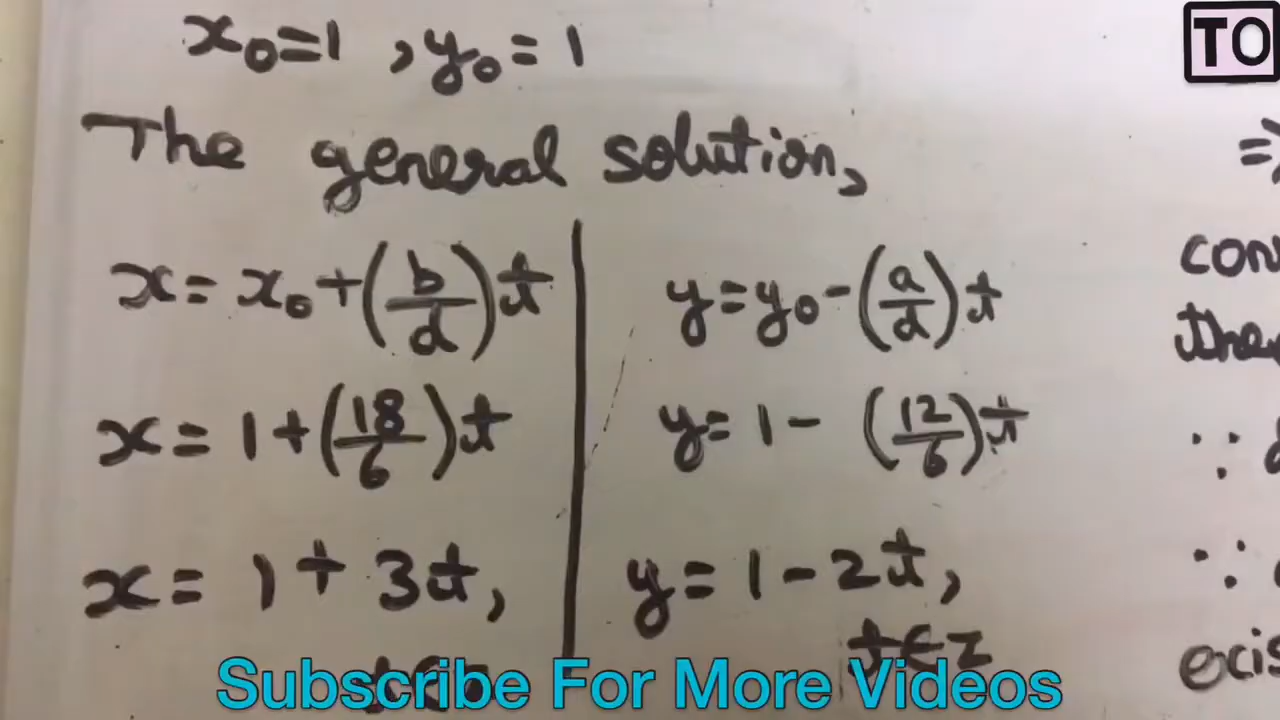 x₀=1 , y₀=1
TO
The general solution,
=>
x = x₀ + (b/d)t
y = y₀ - (a/d)t
x = 1 + (18/6)t
y = 1 - (12/6)t
∵
x = 1 + 3t,
y = 1 - 2t,
∵
t∈Z
Subscribe For More Videos